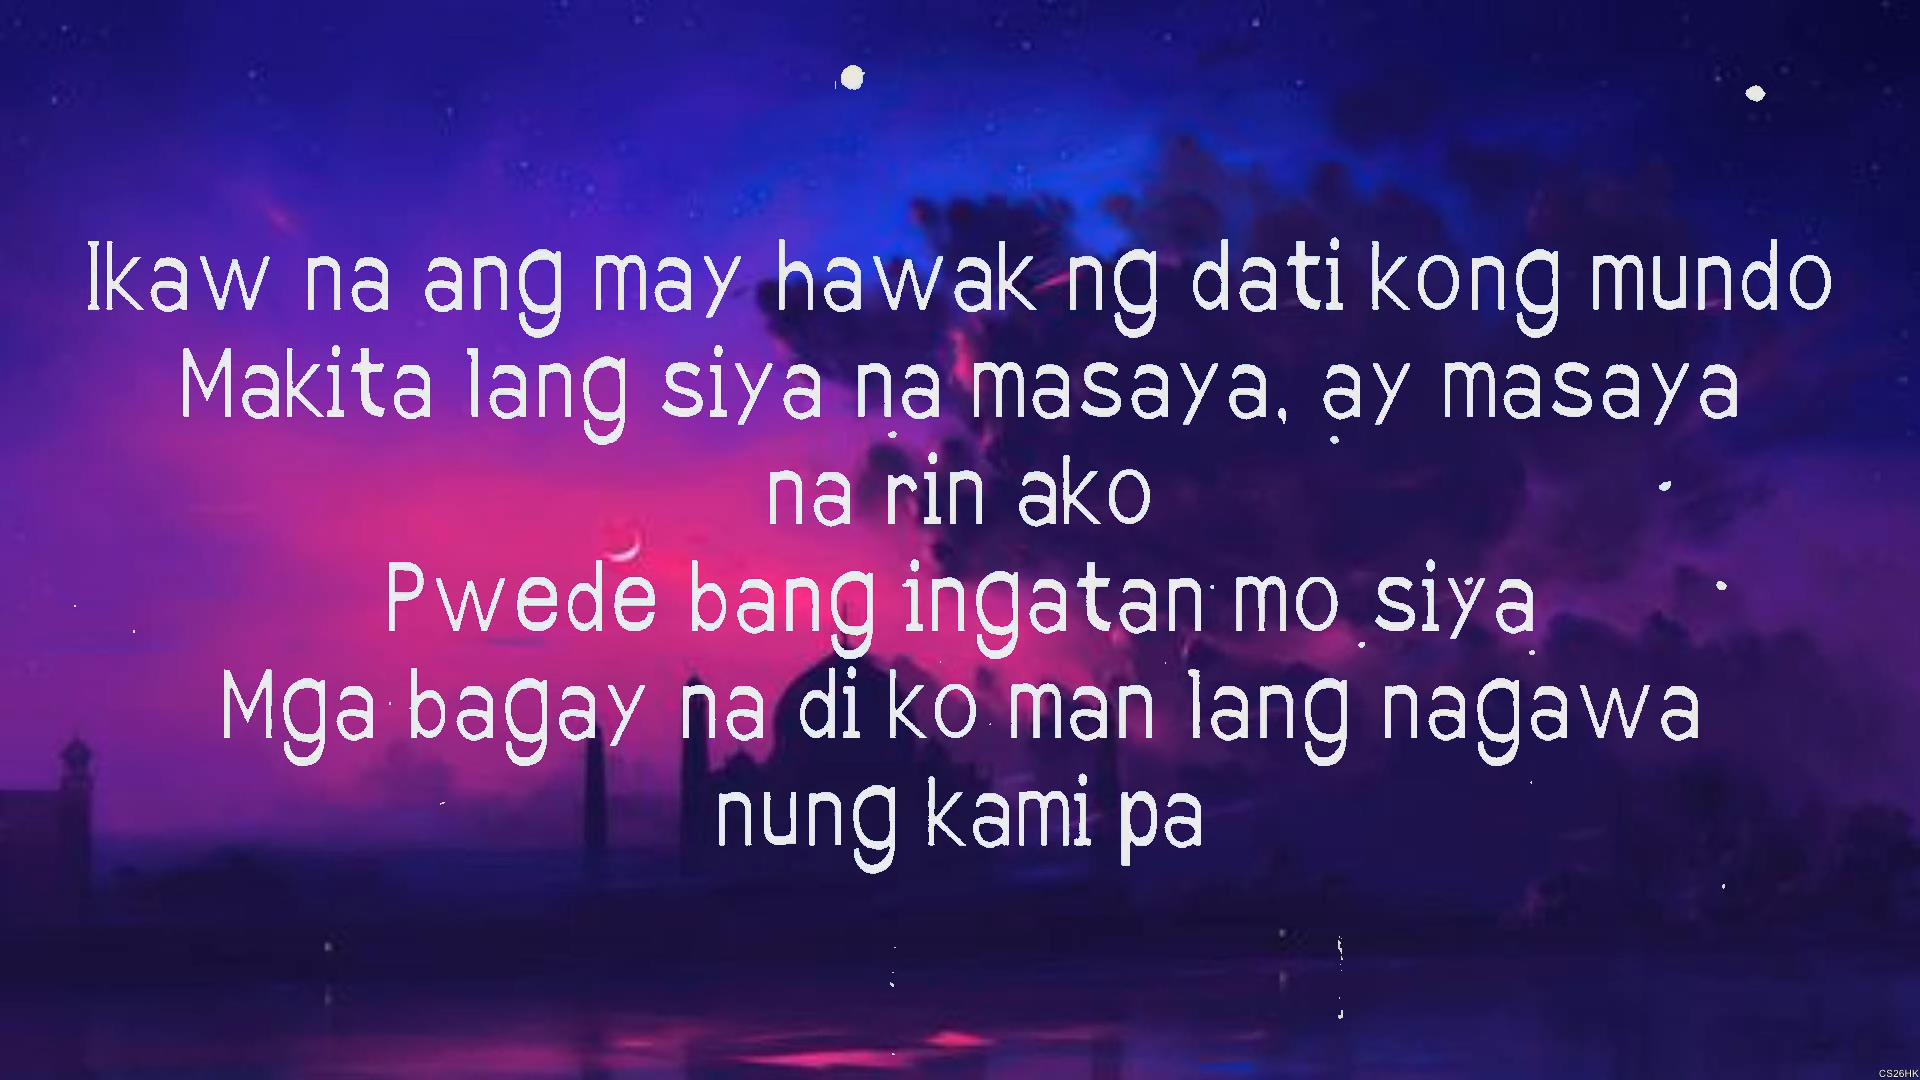 Ikaw na ang may hawak ng dati kong mundo
Makita lang siya na masaya, ay masaya
na rin ako
Pwede bang ingatan mo siya
Mga bagay na di ko man lang nagawa
nung kami pa
CS26HK